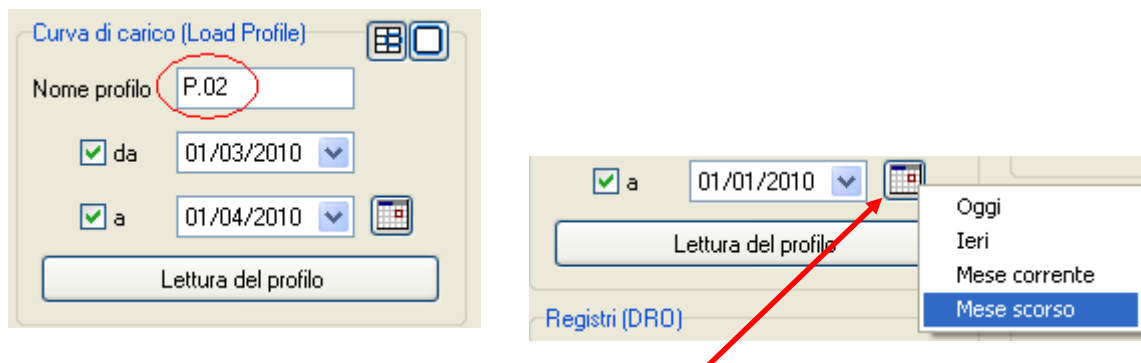 Curva di carico (Load Profile)
Nome profilo P.02
da 01/03/2010
a 01/04/2010
Lettura del profilo
a 01/01/2010
Lettura del profilo
Registri (DRO)
Oggi
Ieri
Mese corrente
Mese scorso